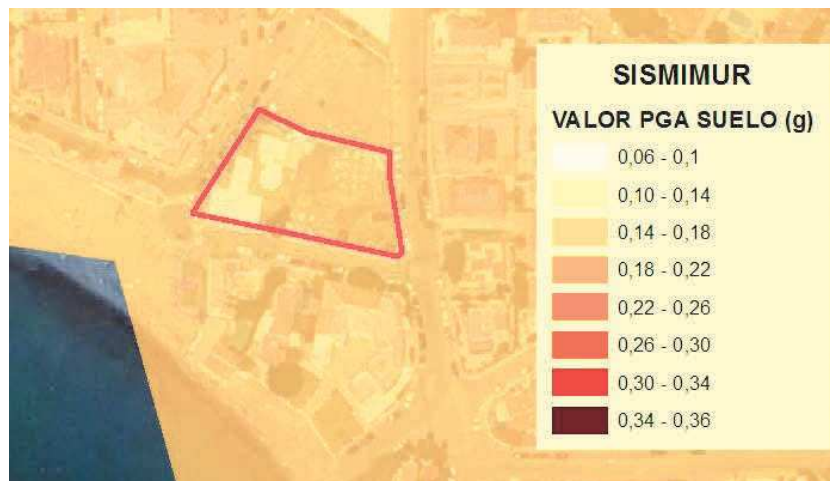 SISMIMUR
VALOR PGA SUELO (g)
0,06 - 0,1
0,10 - 0,14
0,14 - 0,18
0,18 - 0,22
0,22 - 0,26
0,26 - 0,30
0,30 - 0,34
0,34 - 0,36